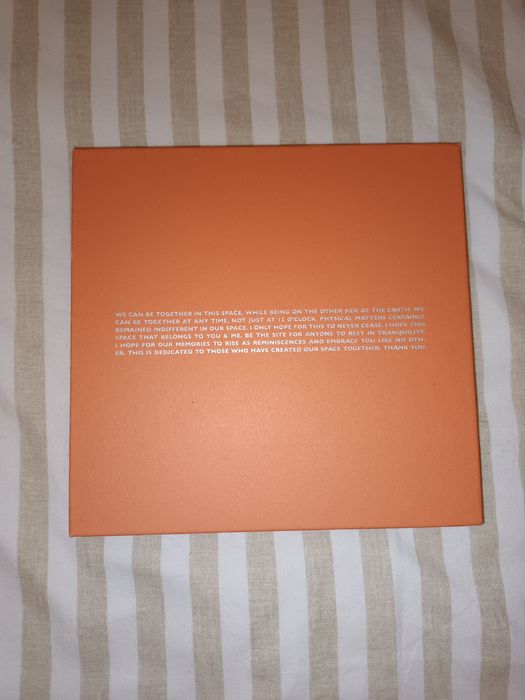 WE CAN BE TOGETHER IN THIS SPACE, WHILE BEING ON THE OTHER SIDE OF THE EARTH. WE
CAN BE TOGETHER AT ANY TIME, NOT JUST AT 12 O'CLOCK. PHYSICAL MATTERS CERTAINLY
REMAINED INDIFFERENT IN OUR SPACE. I ONLY HOPE FOR THIS TO NEVER CEASE. I HOPE THIS
SPACE THAT BELONGS TO YOU & ME, BE THE SITE FOR ANYONE TO REST IN TRANQUILITY.
I HOPE FOR OUR MEMORIES TO RISE AS REMINISCENCES AND EMBRACE YOU LIKE NO OTH-
ER. THIS IS DEDICATED TO THOSE WHO HAVE CREATED OUR SPACE TOGETHER. THANK YOU.